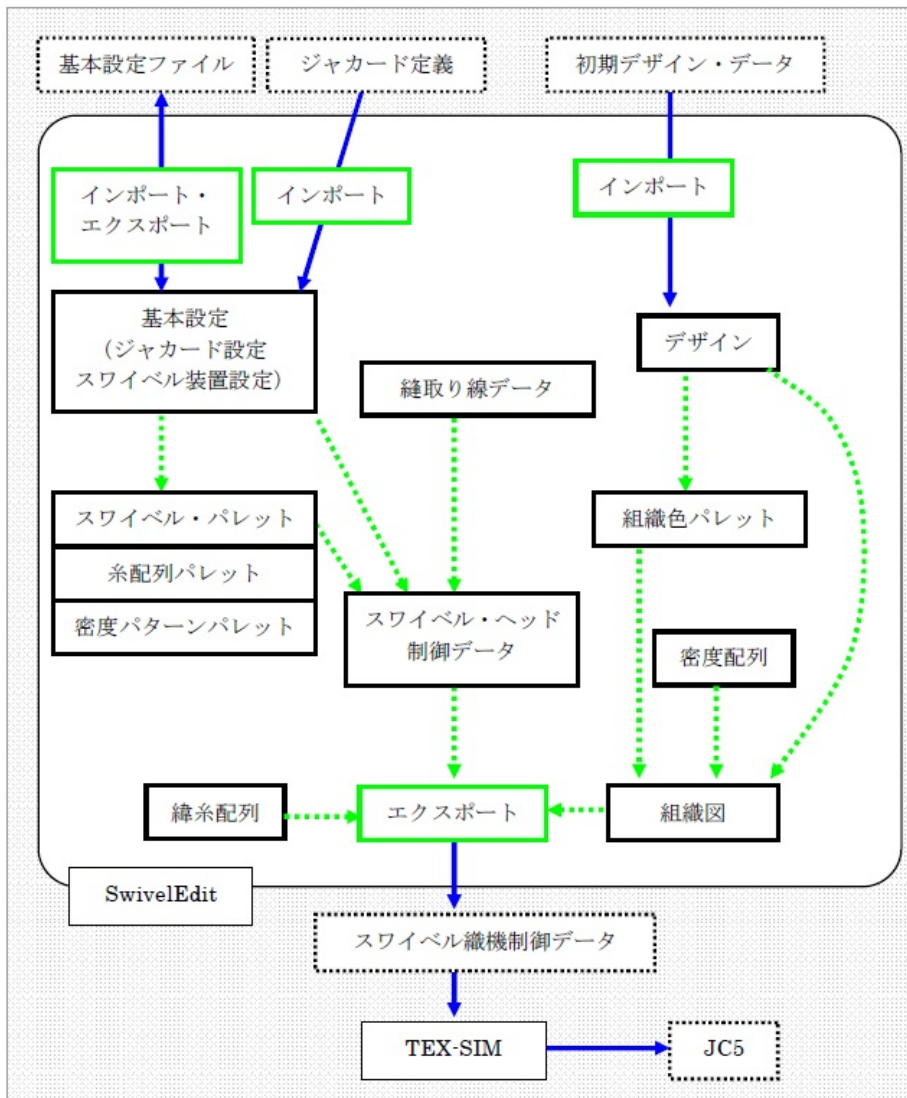 基本設定ファイル
ジャカード定義
初期デザイン・データ
インポート・
エクスポート
インポート
インポート
基本設定
（ジャカード設定
スワイベル装置設定）
デザイン
縫取り線データ
スワイベル・パレット
糸配列パレット
密度パターンパレット
組織色パレット
スワイベル・ヘッド
制御データ
密度配列
緯糸配列
エクスポート
組織図
SwivelEdit
スワイベル織機制御データ
TEX-SIM
JC5